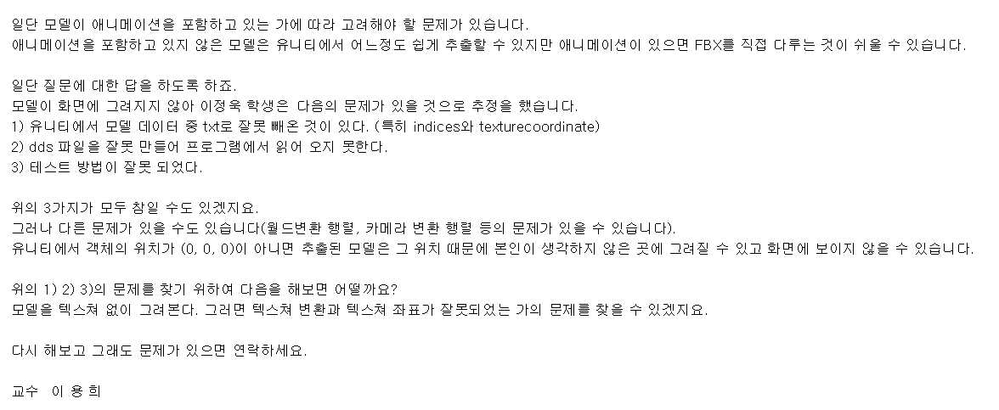 일단 모델이 애니메이션을 포함하고 있는 가에 따라 고려해야 할 문제가 있습니다.
애니메이션을 포함하고 있지 않은 모델은 유니티에서 어느정도 쉽게 추출할 수 있지만 애니메이션이 있으면 FBX를 직접 다루는 것이 쉬울 수 있습니다.
일단 질문에 대한 답을 하도록 하죠.
모델이 화면에 그려지지 않아 이정욱 학생은 다음의 문제가 있을 것으로 추정을 했습니다.
1) 유니티에서 모델 데이터 중 txt로 잘못 빼온 것이 있다. (특히 indices와 texturecoordinate)
2) dds 파일을 잘못 만들어 프로그램에서 읽어 오지 못한다.
3) 테스트 방법이 잘못 되었다.
위의 3가지가 모두 참일 수도 있겠지요.
그러나 다른 문제가 있을 수도 있습니다(월드변환 행렬, 카메라 변환 행렬 등의 문제가 있을 수 있습니다).
유니티에서 객체의 위치가 (0, 0, 0)이 아니면 추출된 모델은 그 위치 때문에 본인이 생각하지 않은 곳에 그려질 수 있고 화면에 보이지 않을 수 있습니다.
위의 1) 2) 3)의 문제를 찾기 위하여 다음을 해보면 어떨까요?
모델을 텍스쳐 없이 그려본다. 그러면 텍스쳐 변환과 텍스쳐 좌표가 잘못되었는 가의 문제를 찾을 수 있겠지요.
다시 해보고 그래도 문제가 있으면 연락하세요.
교수 이 용 희